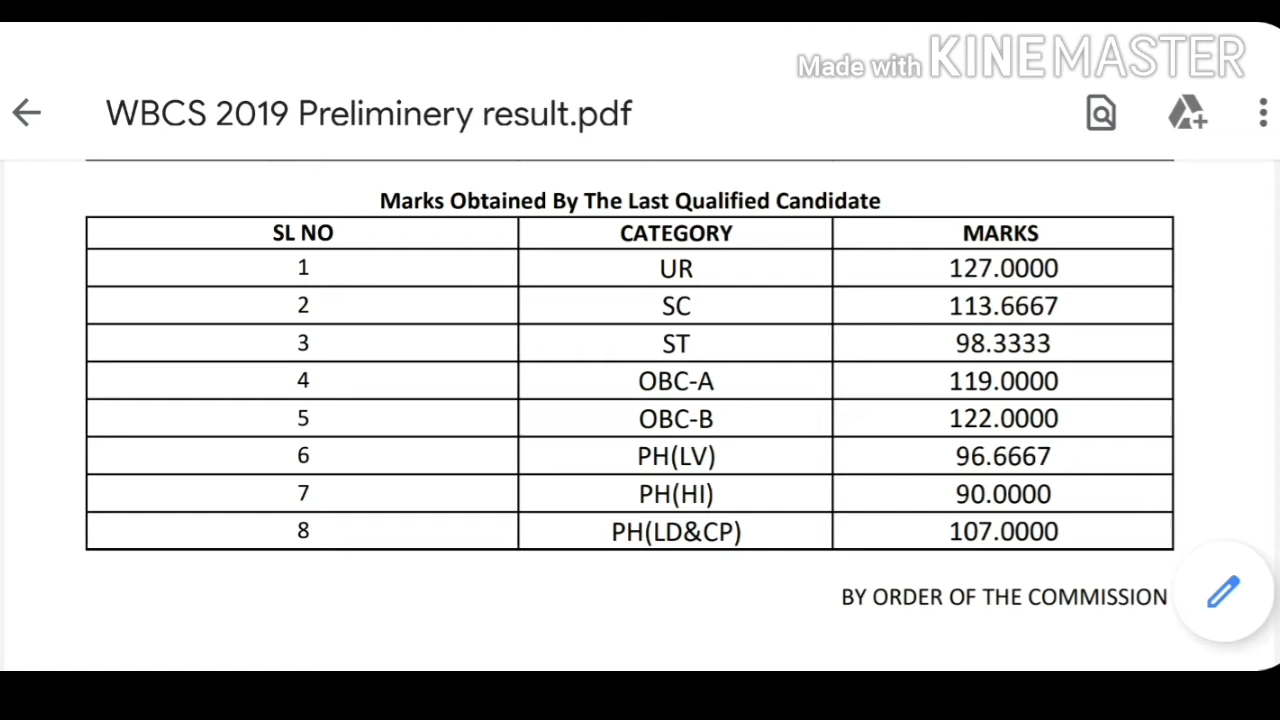 Made with KINEMASTER
WBCS 2019 Preliminery result.pdf
Marks Obtained By The Last Qualified Candidate
SL NO CATEGORY MARKS
1 UR 127.0000
2 SC 113.6667
3 ST 98.3333
4 OBC-A 119.0000
5 OBC-B 122.0000
6 PH(LV) 96.6667
7 PH(HI) 90.0000
8 PH(LD&CP) 107.0000
BY ORDER OF THE COMMISSION